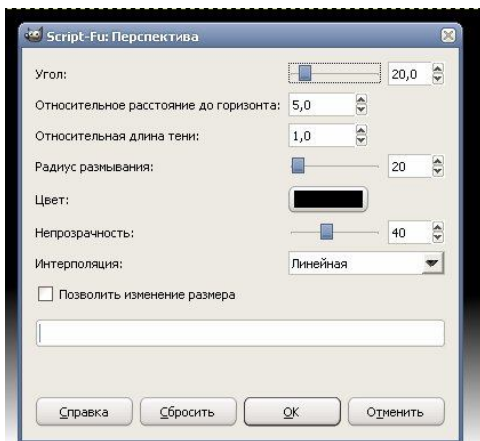 Script-Fu: Перспектива
Угол: 20,0
Относительное расстояние до горизонта: 5,0
Относительная длина тени: 1,0
Радиус размывания: 20
Цвет:
Непрозрачность: 40
Интерполяция: Линейная
Позволить изменение размера
Справка Сбросить OK Отменить